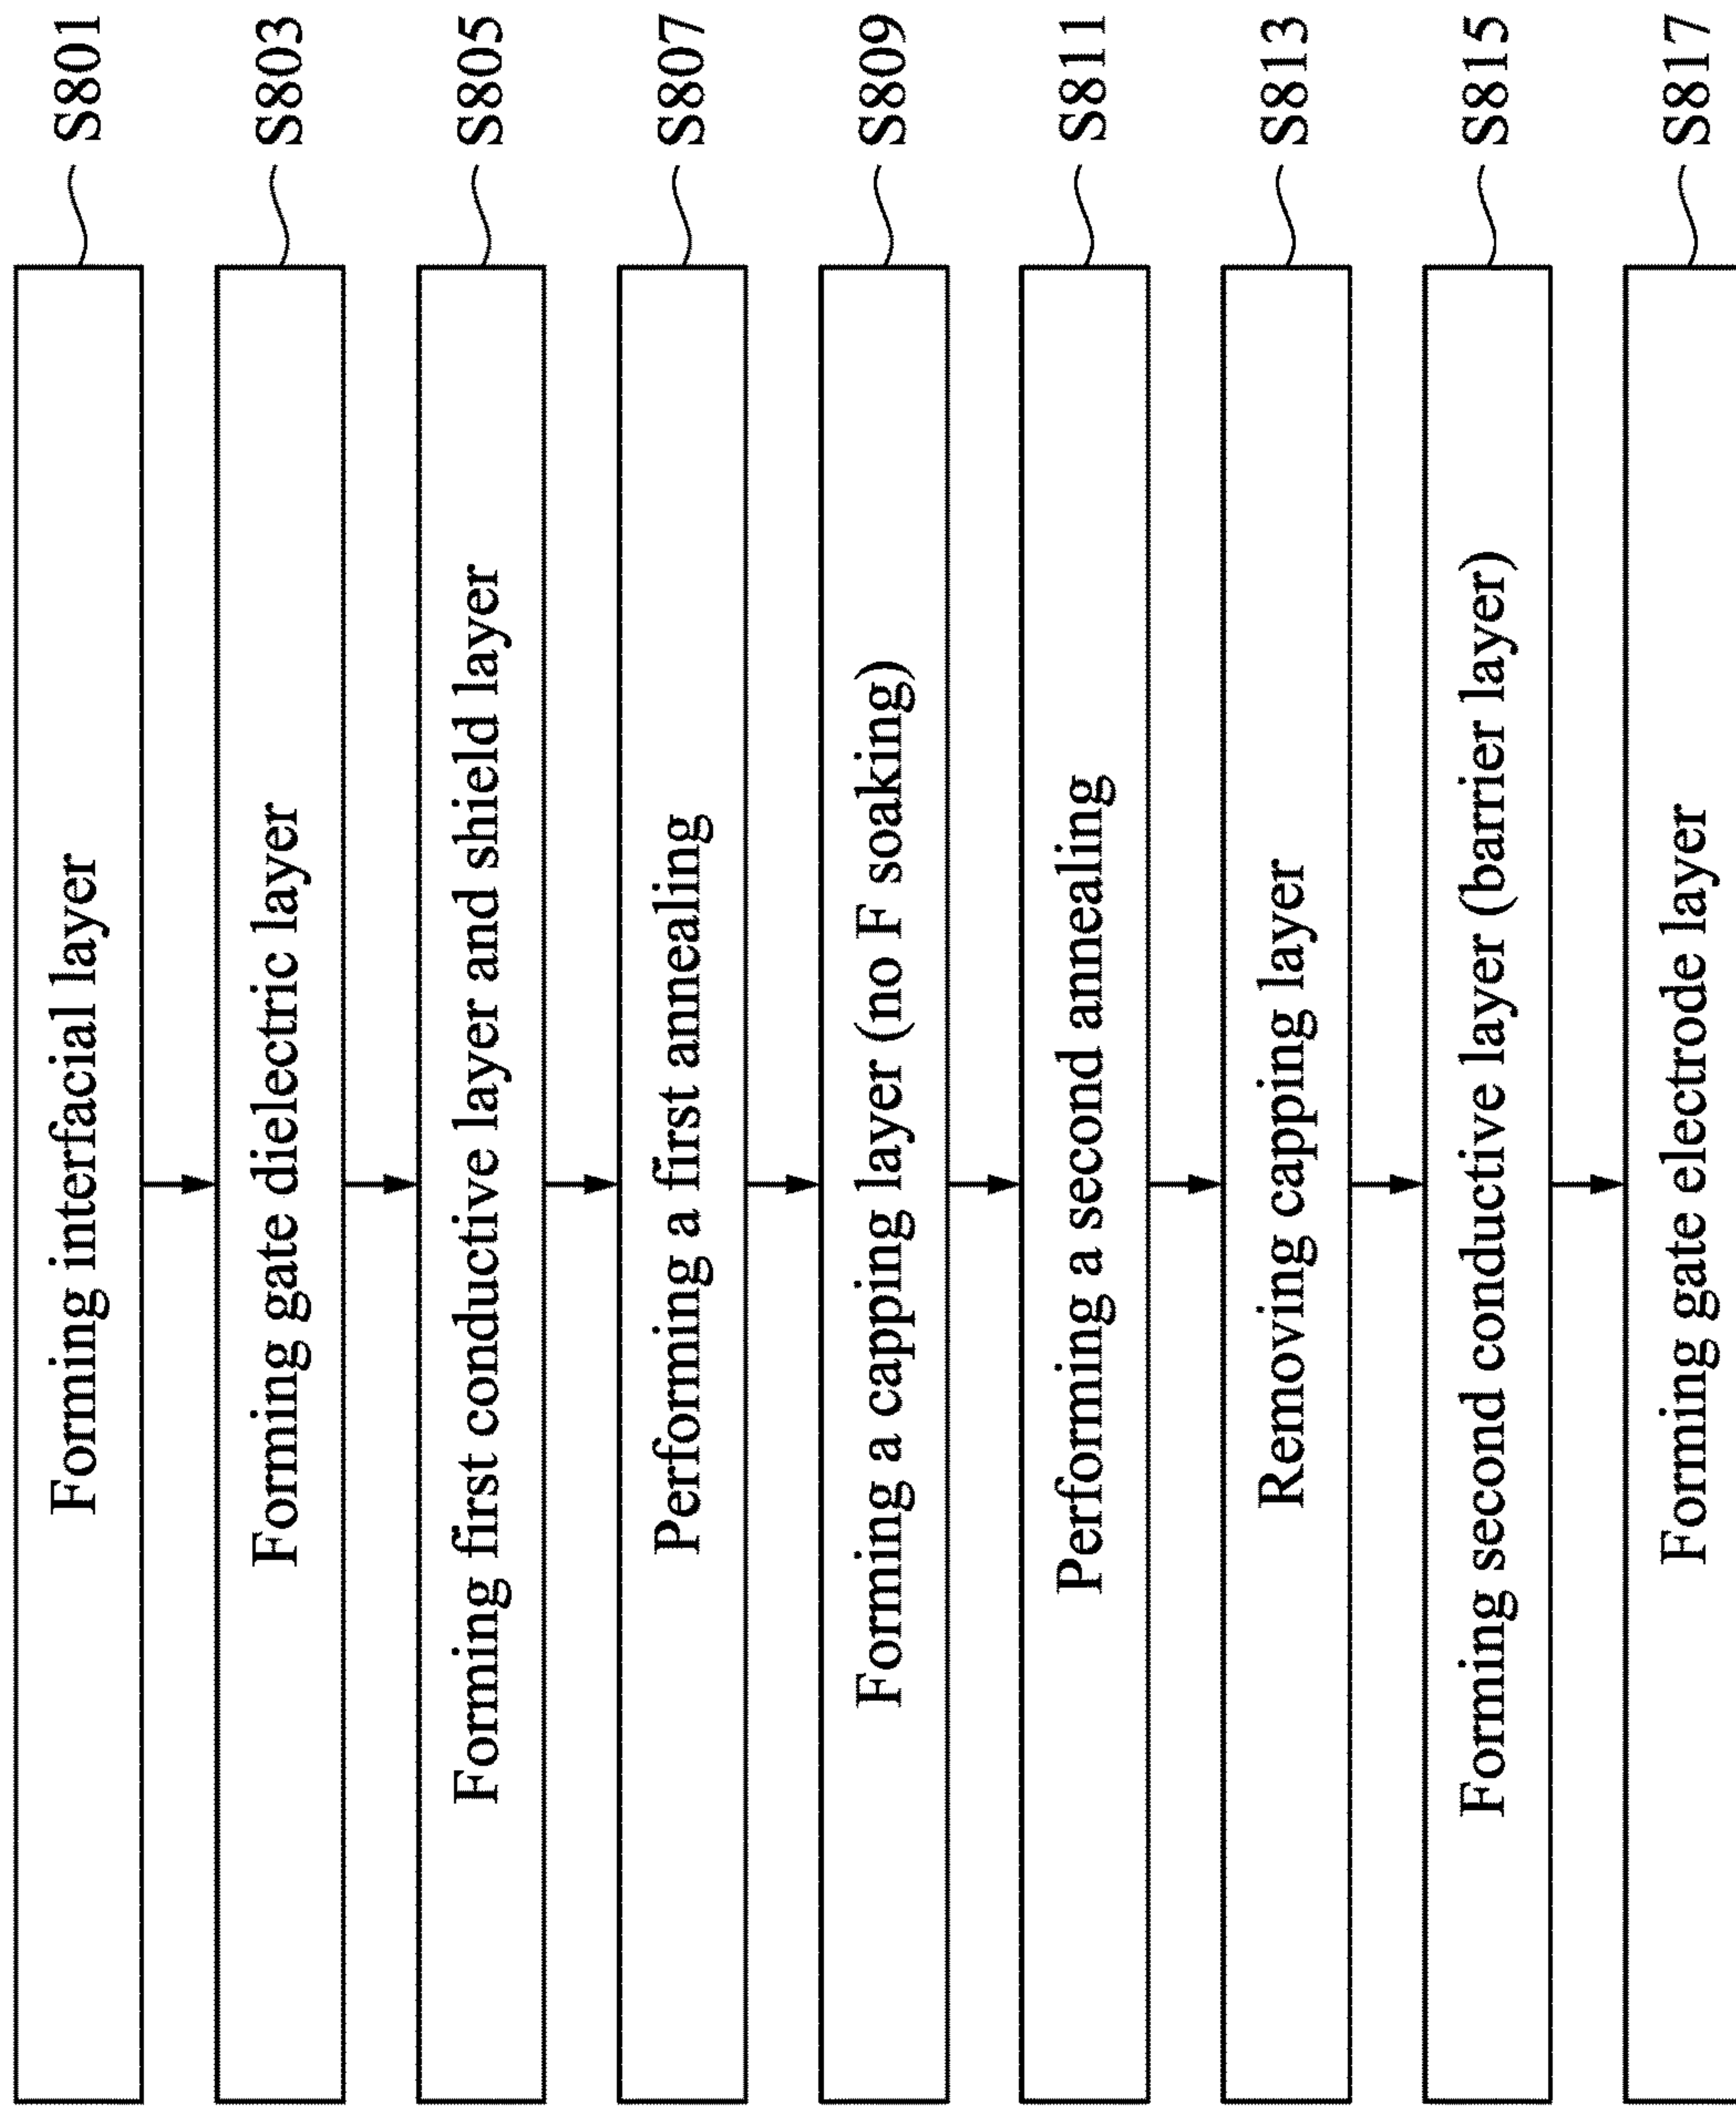 Forming interfacial layer S801
Forming gate dielectric layer S803
Forming first conductive layer and shield layer S805
Performing a first annealing S807
Forming a capping layer (no F soaking) S809
Performing a second annealing S811
Removing capping layer S813
Forming second conductive layer (barrier layer) S815
Forming gate electrode layer S817